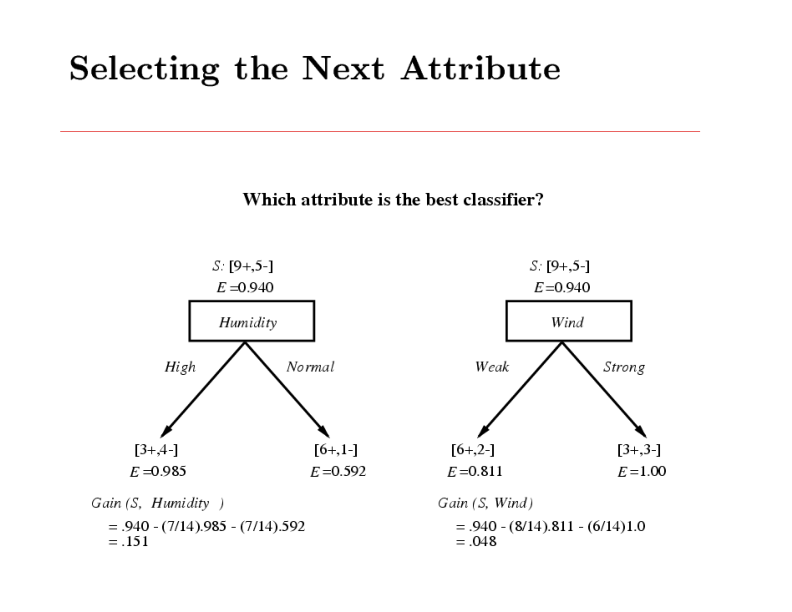 Selecting the Next Attribute
Which attribute is the best classifier?
S: [9+,5-]
E =0.940
Humidity
High
Normal
[3+,4-]
E =0.985
[6+,1-]
E =0.592
Gain (S, Humidity )
= .940 - (7/14).985 - (7/14).592
= .151
S: [9+,5-]
E =0.940
Wind
Weak
Strong
[6+,2-]
E =0.811
[3+,3-]
E =1.00
Gain (S, Wind)
= .940 - (8/14).811 - (6/14)1.0
= .048